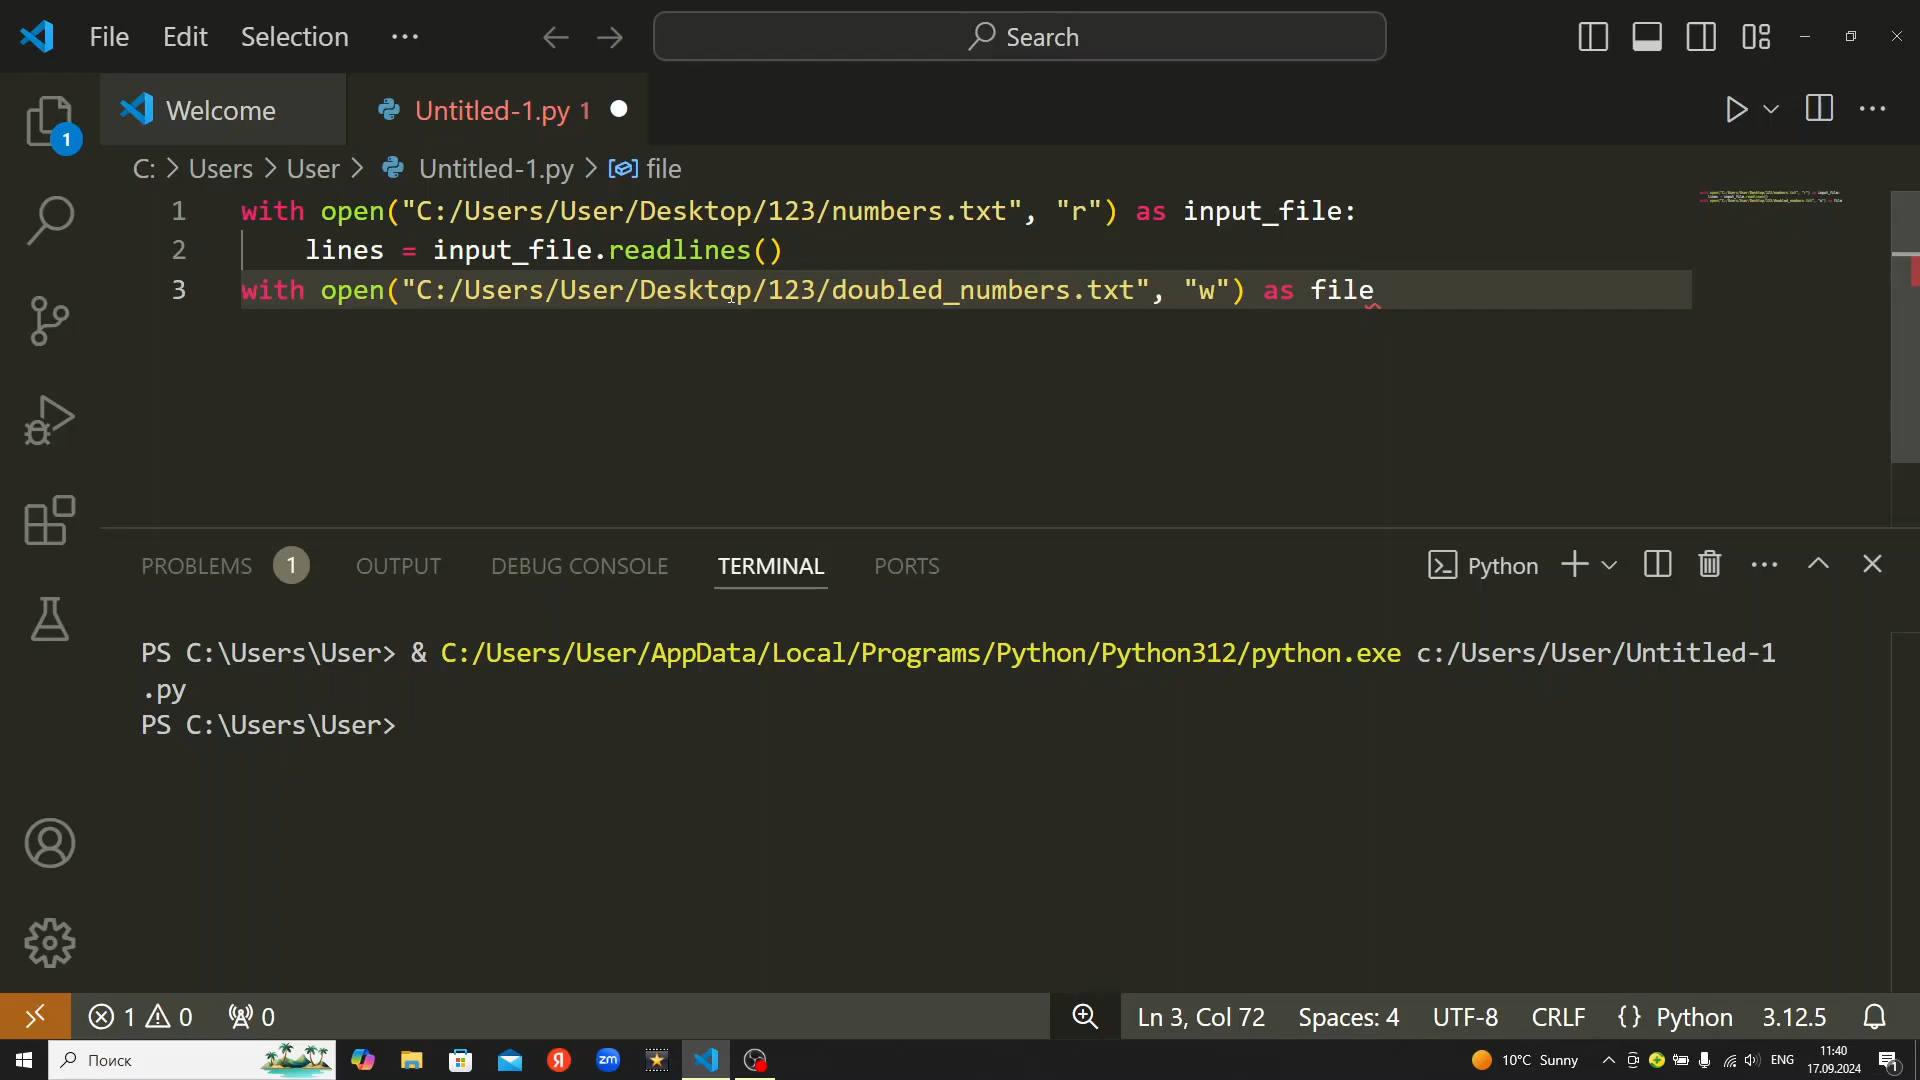 File Edit Selection ··· Search
Welcome Untitled-1.py 1
C: > Users > User > Untitled-1.py > file
1 with open("C:/Users/User/Desktop/123/numbers.txt", "r") as input_file:
2 lines = input_file.readlines()
3 with open("C:/Users/User/Desktop/123/doubled_numbers.txt", "w") as file
PROBLEMS 1 OUTPUT DEBUG CONSOLE TERMINAL PORTS Python
PS C:\Users\User> & C:/Users/User/AppData/Local/Programs/Python/Python312/python.exe c:/Users/User/Untitled-1
.py
PS C:\Users\User>
1 0 0 Ln 3, Col 72 Spaces: 4 UTF-8 CRLF {} Python 3.12.5
Поиск Я zm 10°C Sunny ENG 11:40
17.09.2024 1